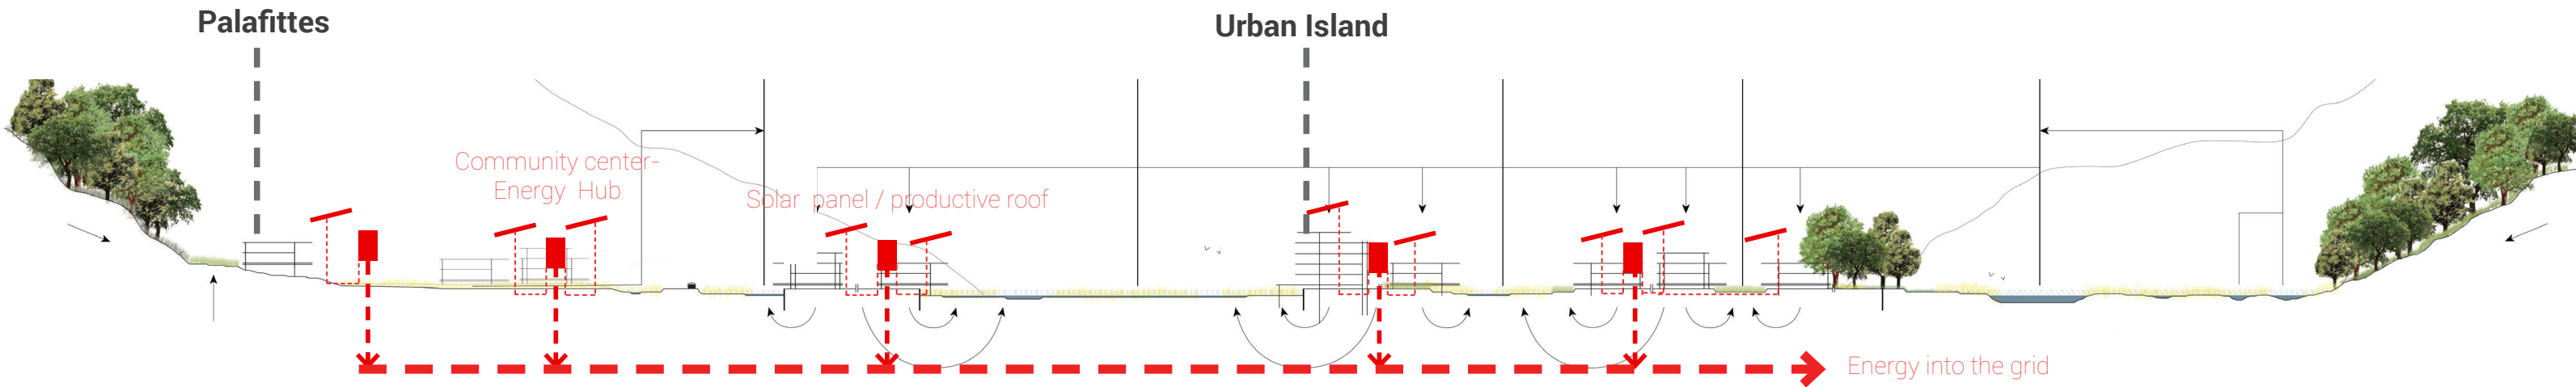 Palafittes
Urban Island
Community center-
Energy Hub
Solar panel / productive roof
Energy into the grid